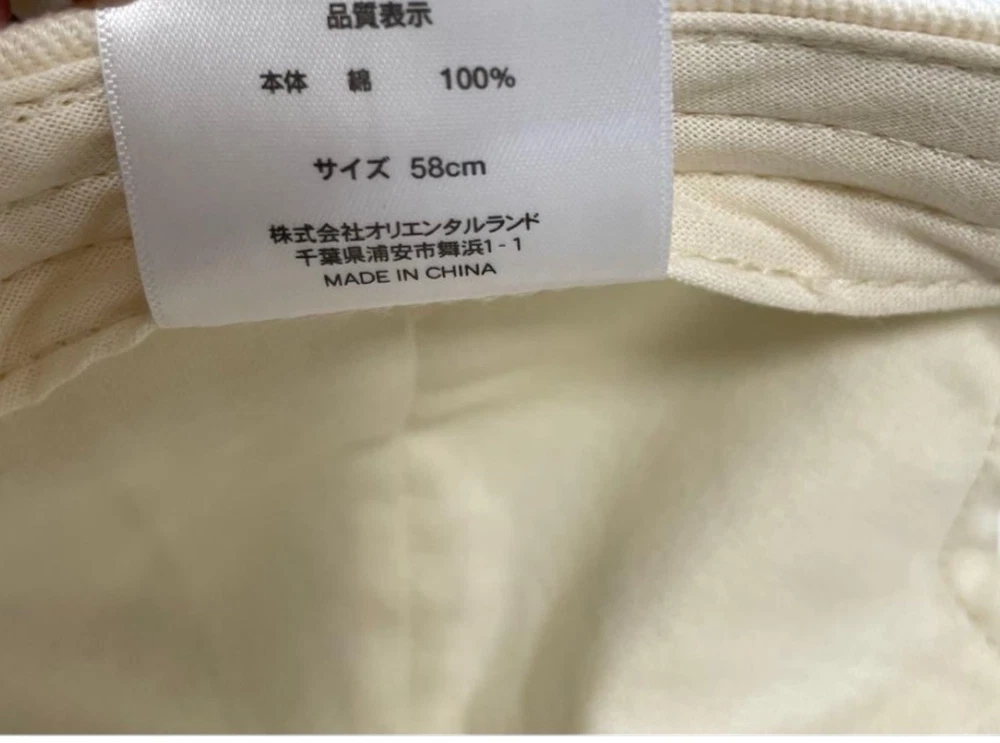 品質表示
本体 綿 100%
サイズ 58cm
株式会社オリエンタルランド
千葉県浦安市舞浜1-1
MADE IN CHINA